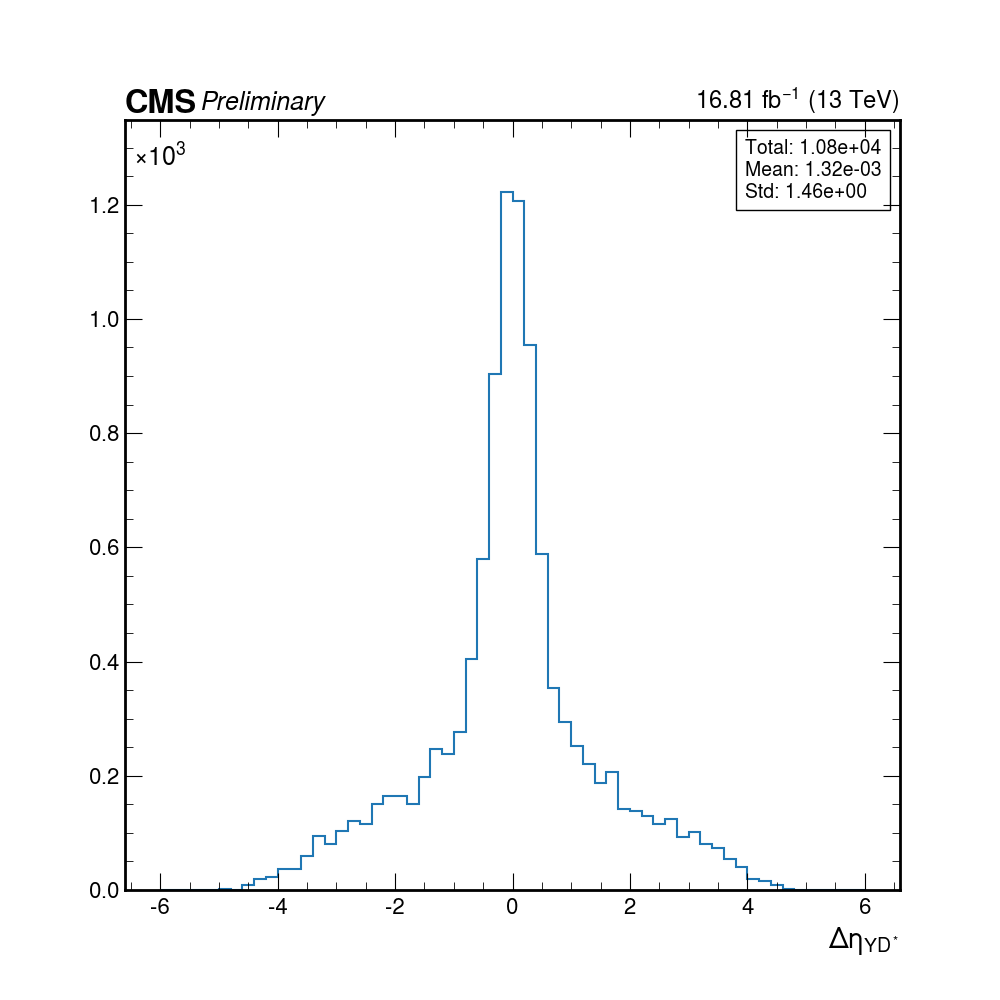 CMS Preliminary
16.81 fb⁻¹ (13 TeV)
×10³
Total: 1.08e+04
Mean: 1.32e-03
Std: 1.46e+00
1.2
1.0
0.8
0.6
0.4
0.2
0.0
-6 -4 -2 0 2 4 6
Δη_YD*